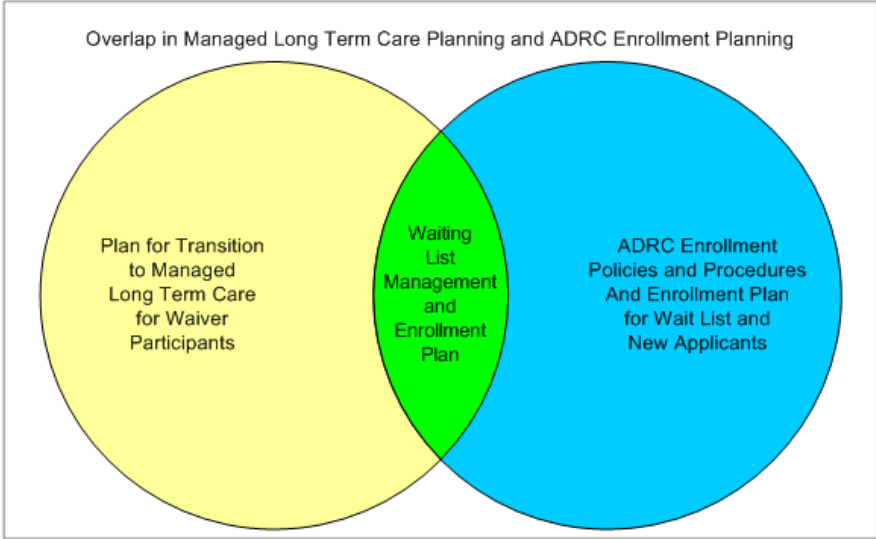 Overlap in Managed Long Term Care Planning and ADRC Enrollment Planning
Plan for Transition
to Managed
Long Term Care
for Waiver
Participants
Waiting
List
Management
and
Enrollment
Plan
ADRC Enrollment
Policies and Procedures
And Enrollment Plan
for Wait List and
New Applicants